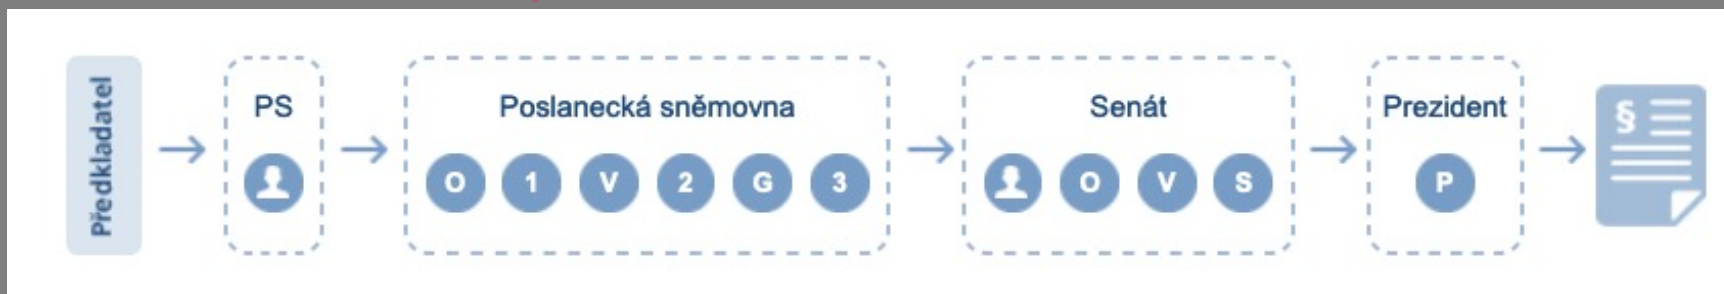 Předkladatel
PS
Poslanecká sněmovna
O 1 V 2 G 3
Senát
O V S
Prezident
P
§